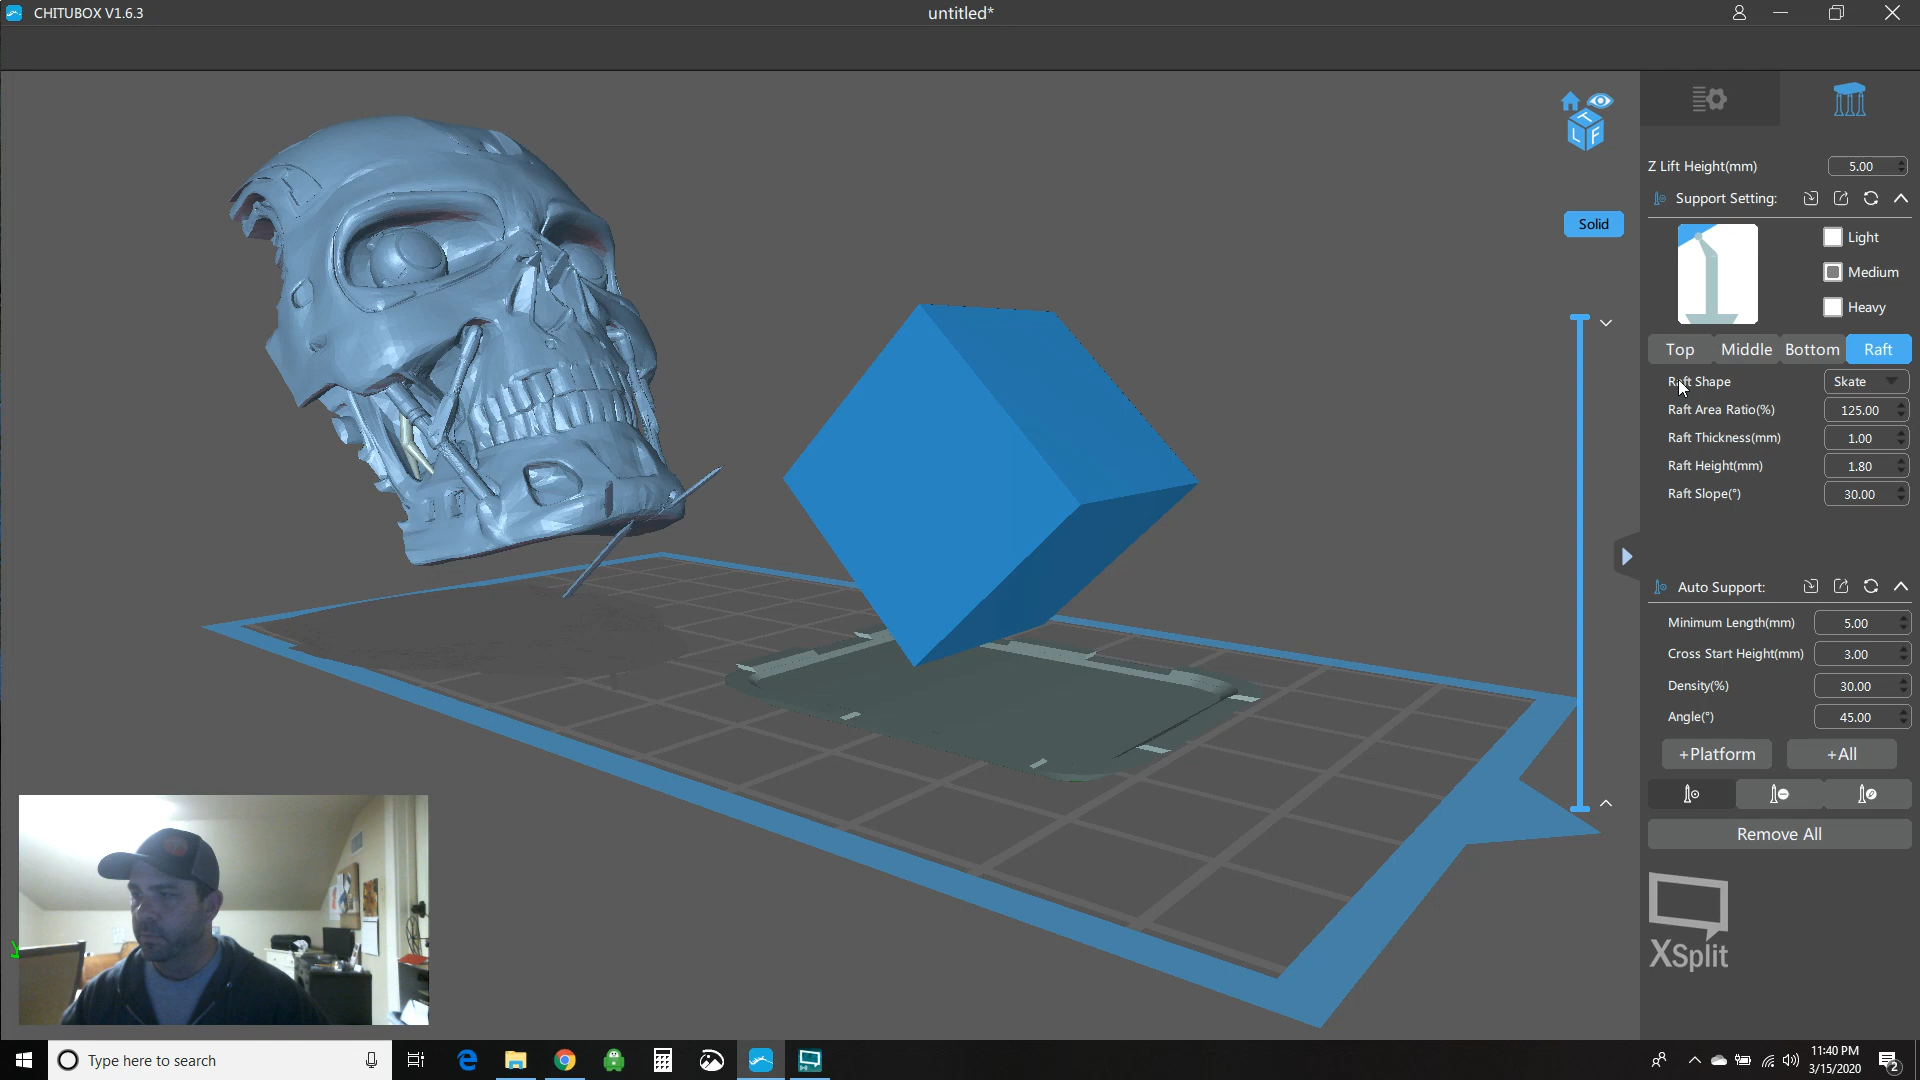 CHITUBOX V1.6.3
untitled*
T
L F
Solid
Z Lift Height(mm) 5.00
Support Setting:
Light
Medium
Heavy
Top Middle Bottom Raft
Raft Shape Skate
Raft Area Ratio(%) 125.00
Raft Thickness(mm) 1.00
Raft Height(mm) 1.80
Raft Slope(°) 30.00
Auto Support:
Minimum Length(mm) 5.00
Cross Start Height(mm) 3.00
Density(%) 30.00
Angle(°) 45.00
+Platform +All
Remove All
XSplit
Type here to search
11:40 PM
3/15/2020
2